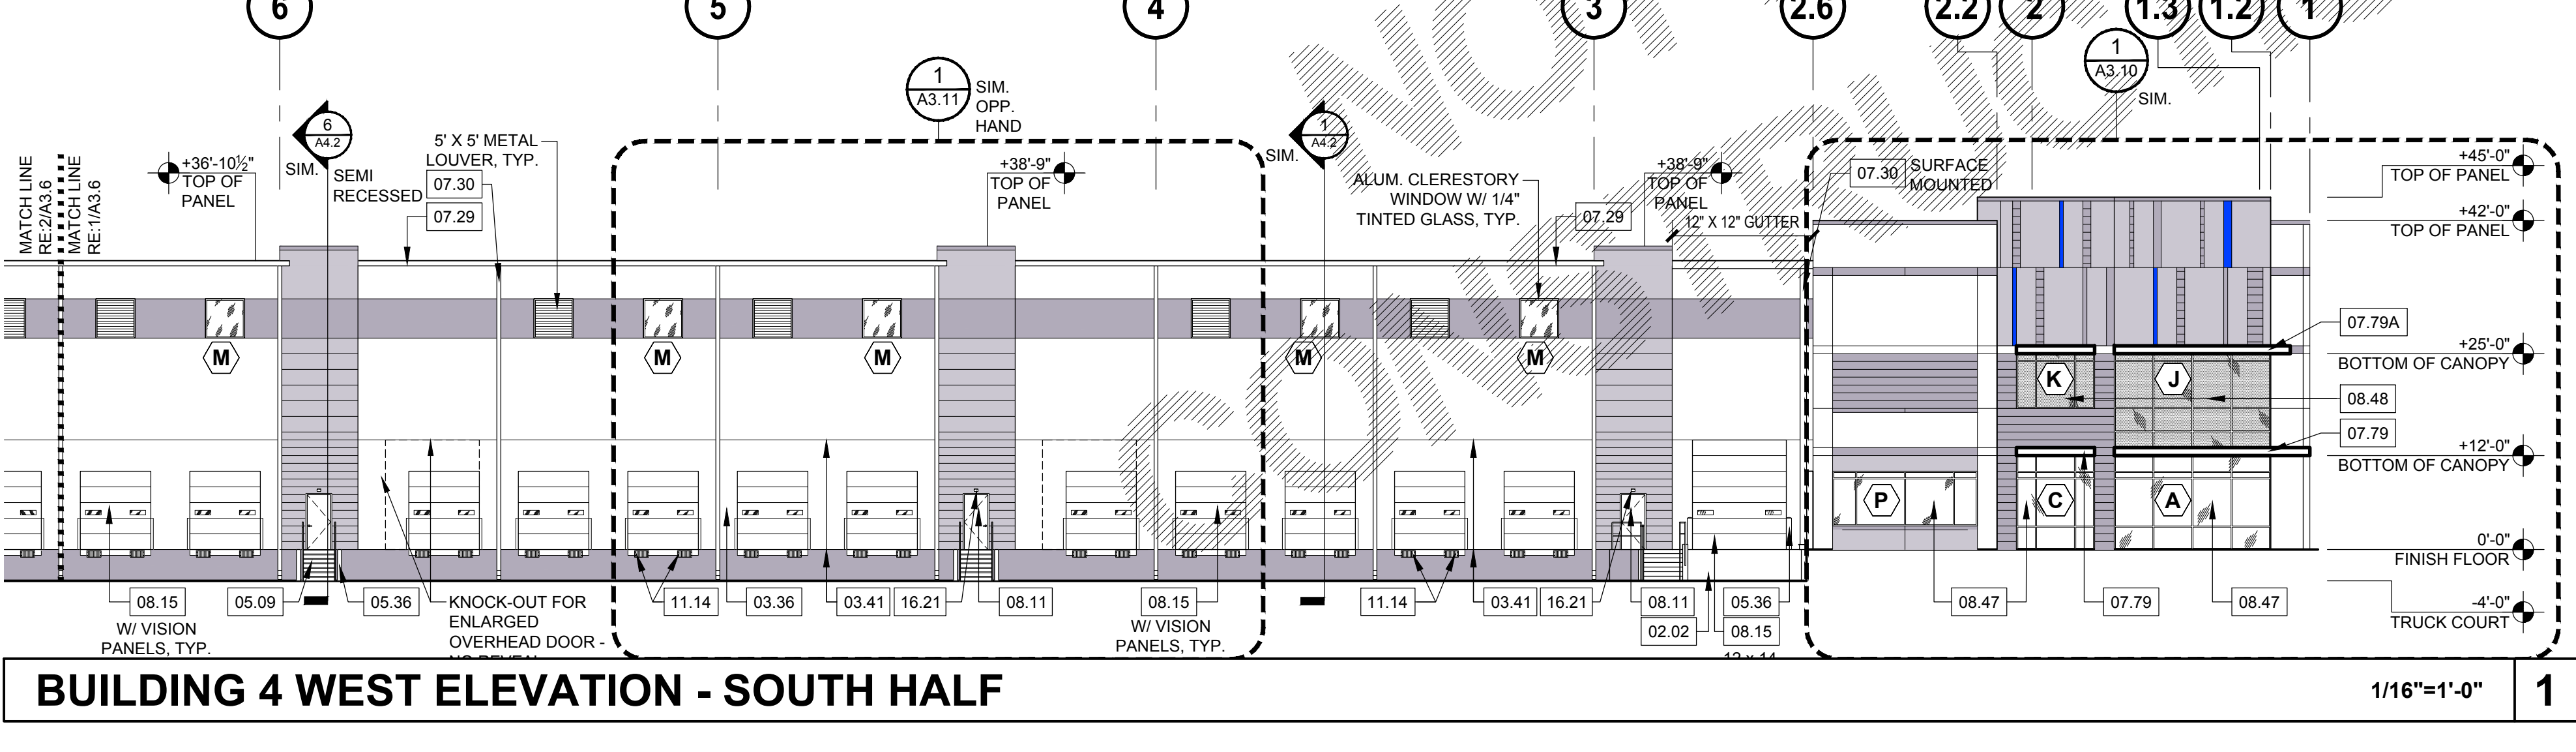 6
5
4
3
2.6
2.2
2
1.3
1.2
1
1
A3.11
SIM.
OPP.
HAND
1
A3.10
SIM.
6
A4.2
SIM.
1
A4.2
SIM.
MATCH LINE
RE:2/A3.6
MATCH LINE
RE:1/A3.6
+36'-10½"
TOP OF
PANEL
SEMI
RECESSED
5' X 5' METAL
LOUVER, TYP.
07.30
07.29
+38'-9"
TOP OF
PANEL
ALUM. CLERESTORY
WINDOW W/ 1/4"
TINTED GLASS, TYP.
07.29
+38'-9"
TOP OF
PANEL
12" X 12" GUTTER
07.30
SURFACE
MOUNTED
+45'-0"
TOP OF PANEL
+42'-0"
TOP OF PANEL
07.79A
+25'-0"
BOTTOM OF CANOPY
08.48
07.79
+12'-0"
BOTTOM OF CANOPY
0'-0"
FINISH FLOOR
-4'-0"
TRUCK COURT
M
M
M
M
M
K
J
P
C
A
08.15
W/ VISION
PANELS, TYP.
05.09
05.36
KNOCK-OUT FOR
ENLARGED
OVERHEAD DOOR -
11.14
03.36
03.41
16.21
08.11
08.15
W/ VISION
PANELS, TYP.
11.14
03.41
16.21
08.11
02.02
05.36
08.15
08.47
07.79
08.47
BUILDING 4 WEST ELEVATION - SOUTH HALF
1/16"=1'-0"
1